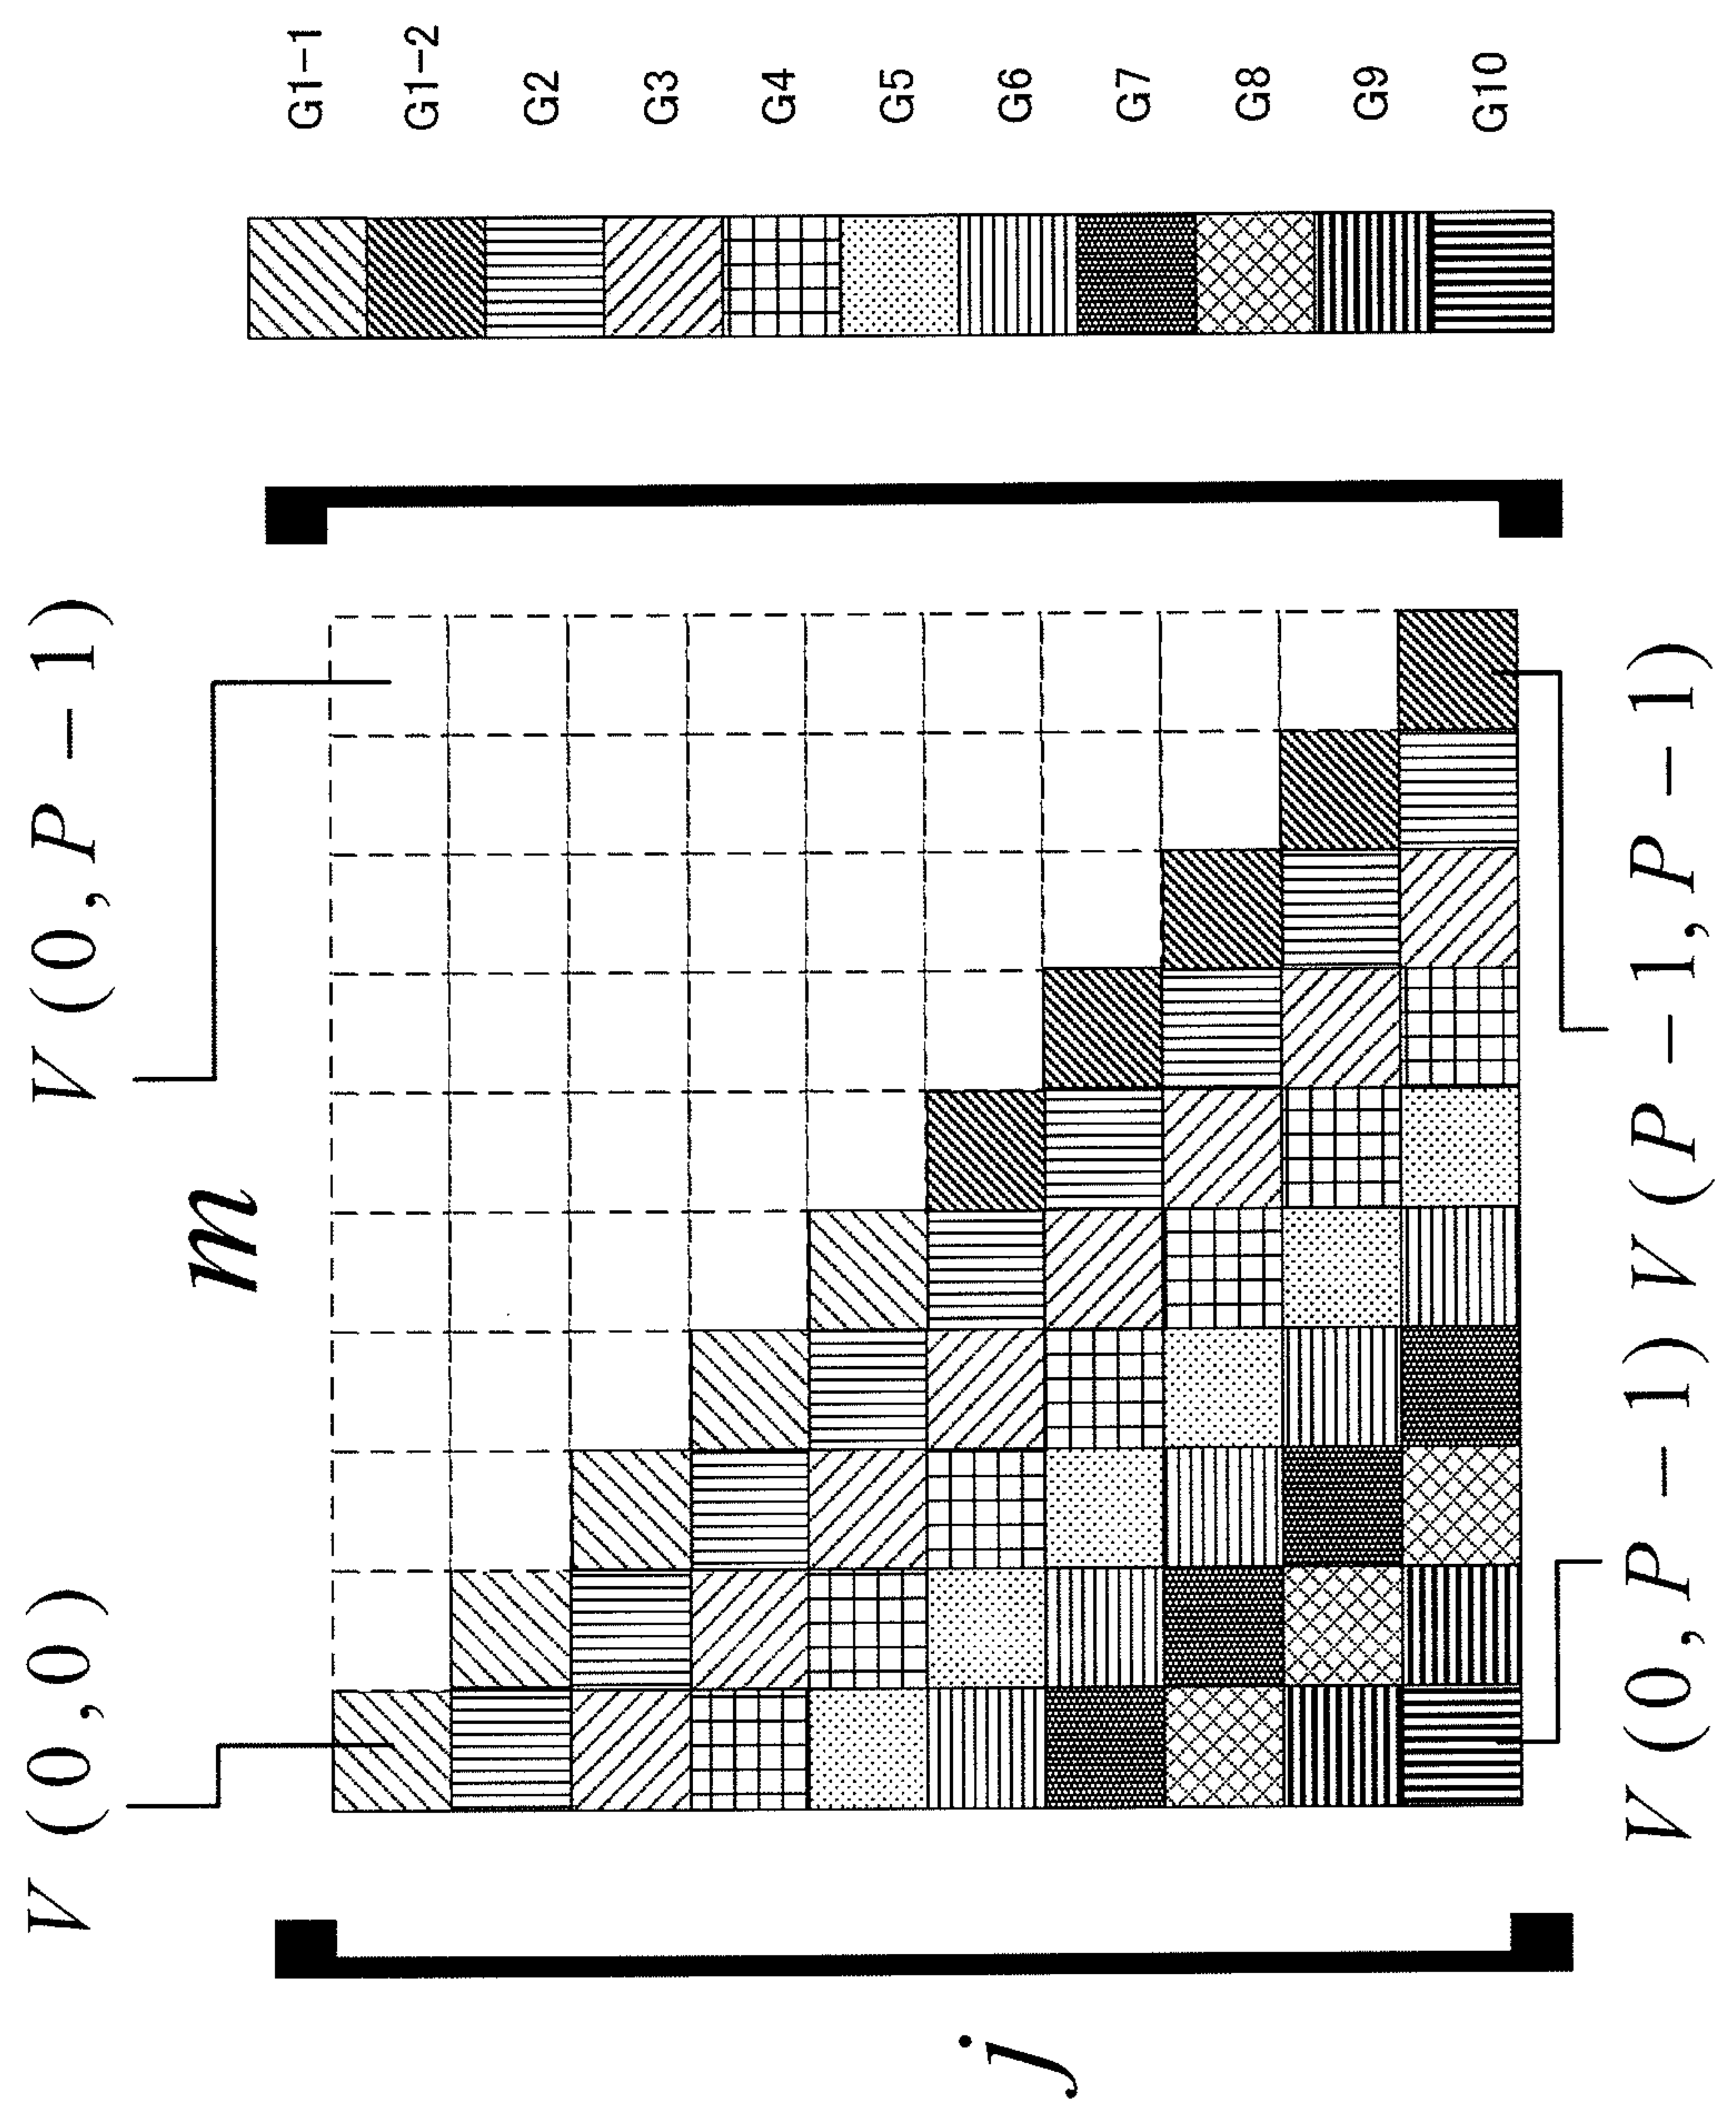 V (0,0)
V (0,P−1)
m
j
V (0,P−1)
V (P−1,P−1)
G1-1
G1-2
G2
G3
G4
G5
G6
G7
G8
G9
G10